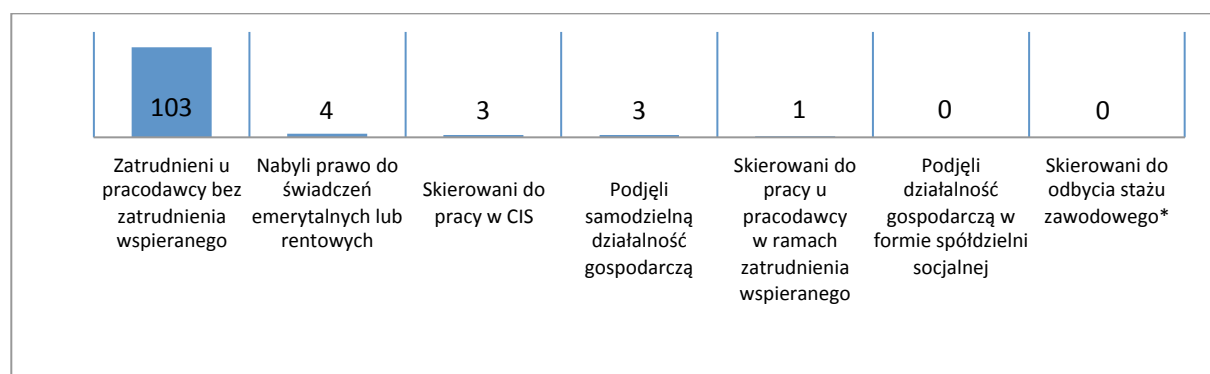 103
4
3
3
1
0
0
Zatrudnieni u
pracodawcy bez
zatrudnienia
wspieranego
Nabyli prawo do
świadczeń
emerytalnych lub
rentowych
Skierowani do
pracy w CIS
Podjęli
samodzielną
działalność
gospodarczą
Skierowani do
pracy u
pracodawcy
w ramach
zatrudnienia
wspieranego
Podjęli
działalność
gospodarczą w
formie spółdzielni
socjalnej
Skierowani do
odbycia stażu
zawodowego*